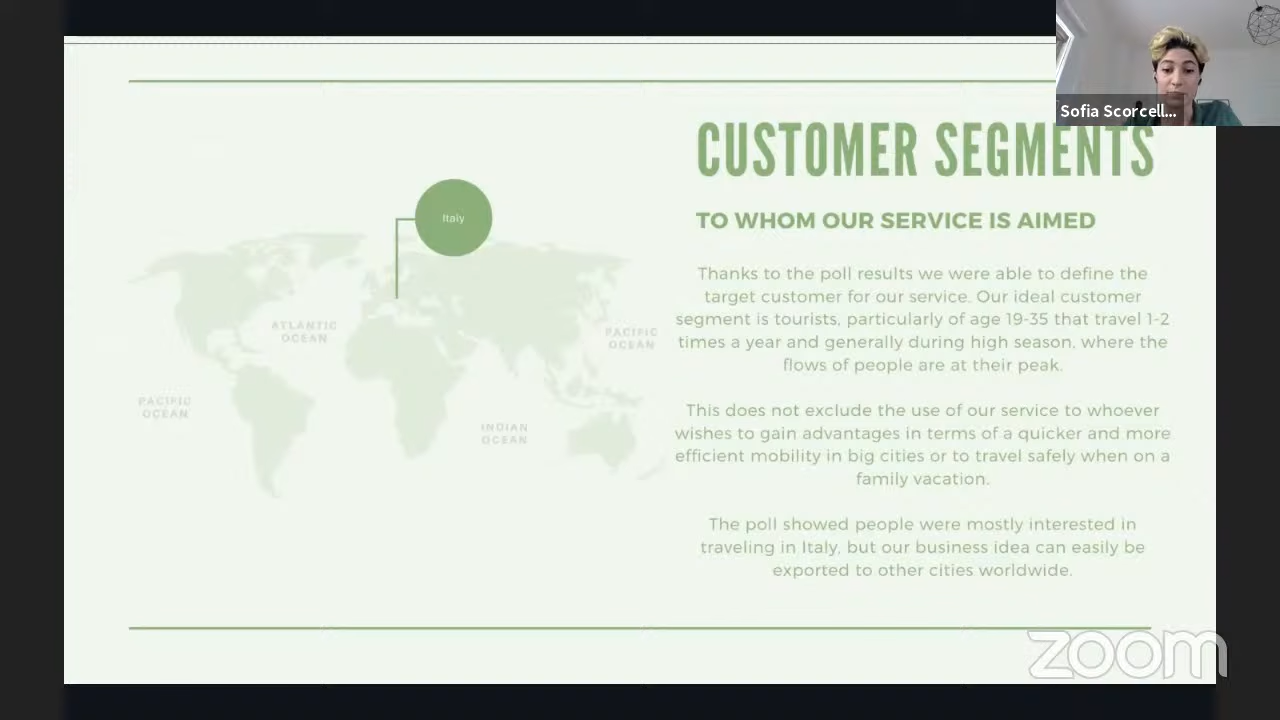 Sofia Scorcell...
CUSTOMER SEGMENTS
TO WHOM OUR SERVICE IS AIMED
Thanks to the poll results we were able to define the
target customer for our service. Our ideal customer
segment is tourists, particularly of age 19-35 that travel 1-2
times a year and generally during high season, where the
flows of people are at their peak.
This does not exclude the use of our service to whoever
wishes to gain advantages in terms of a quicker and more
efficient mobility in big cities or to travel safely when on a
family vacation.
The poll showed people were mostly interested in
traveling in Italy, but our business idea can easily be
exported to other cities worldwide.
Italy
ATLANTIC
OCEAN
PACIFIC
OCEAN
PACIFIC
OCEAN
INDIAN
OCEAN
zoom